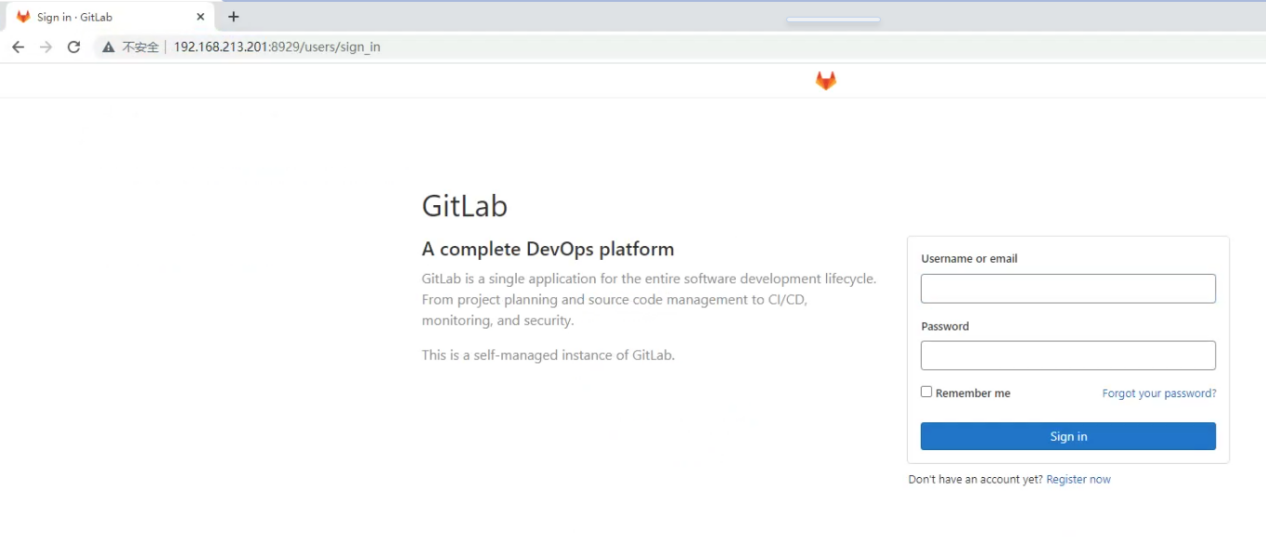 Sign in · GitLab
不安全 192.168.213.201:8929/users/sign_in
GitLab
A complete DevOps platform
GitLab is a single application for the entire software development lifecycle.
From project planning and source code management to CI/CD,
monitoring, and security.
This is a self-managed instance of GitLab.
Username or email
Password
Remember me
Forgot your password?
Sign in
Don't have an account yet? Register now